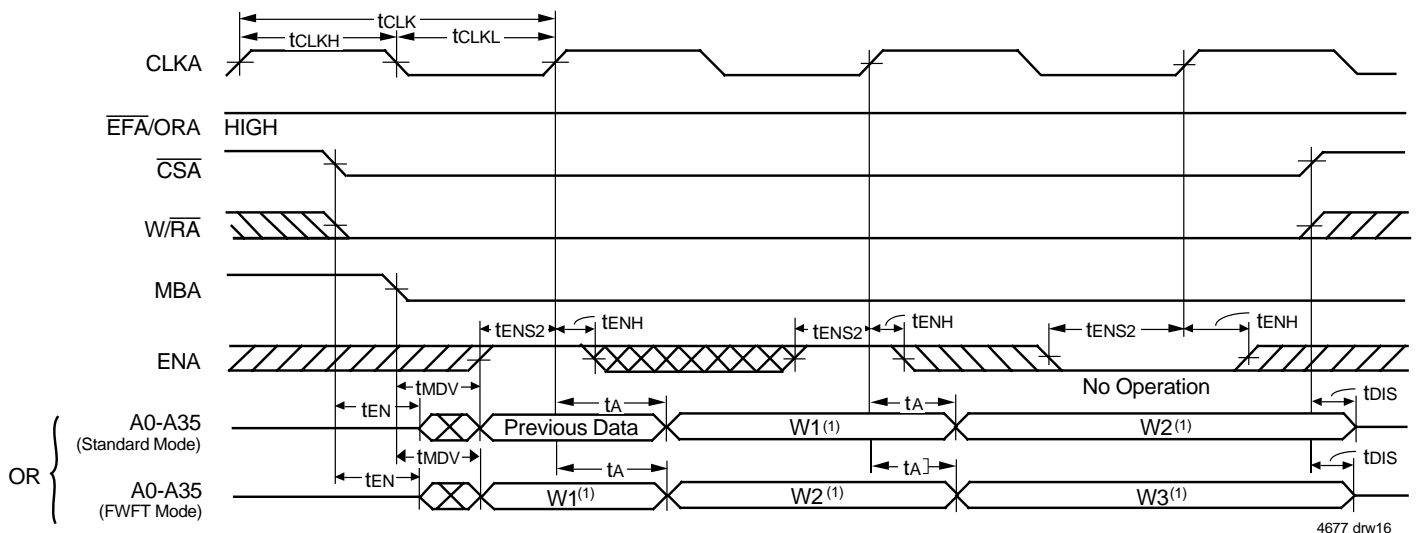 tCLK
tCLKH tCLKL
CLKA
EFA/ORA HIGH
CSA
W/RA
MBA
tENS2 tENH tENS2 tENH tENS2 tENH
ENA
No Operation
tMDV
tEN tA tA tDIS
A0-A35 Previous Data W1(1) W2(1)
(Standard Mode)
OR
tMDV
tEN tA tA tDIS
A0-A35 W1(1) W2(1) W3(1)
(FWFT Mode)
4677 drw16